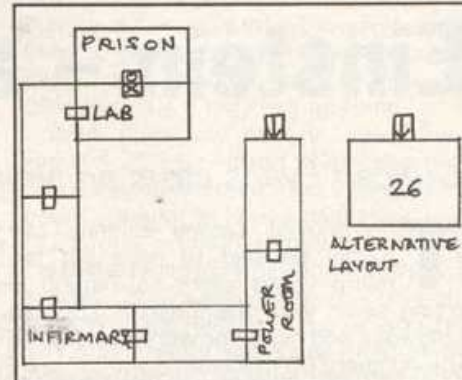 PRISON
LAB
26
ALTERNATIVE
LAYOUT
INFIRMARY
POWER
ROOM